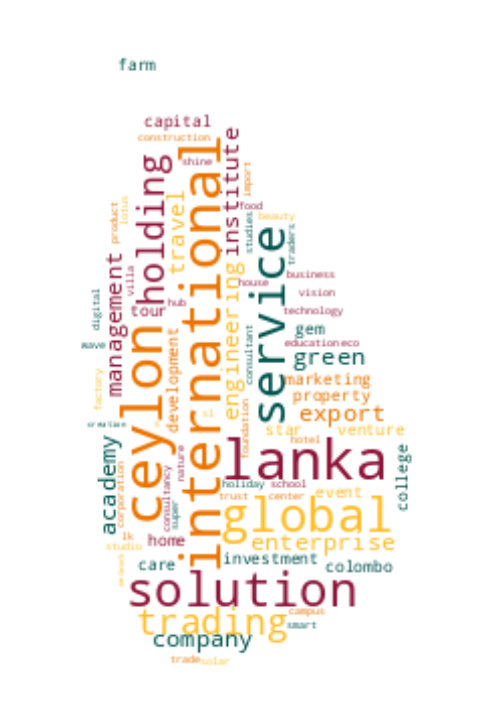 farm
capital
construction
shine
international
holding
institute
import
food
travel
studies
beauty
traders
service
product
lotus
villa
tour
hub
management
engineering
house
business
vision
technology
digital
wave
ceylon
development
consultant
gem
education
eco
green
marketing
property
export
factory
creation
sl
foundation
star
venture
hotel
lanka
nature
academy
corporation
consultancy
super
holiday
school
trust
center
event
college
global
lk
studio
home
enterprise
care
investment
colombo
solution
campus
trading
smart
company
trade
solar